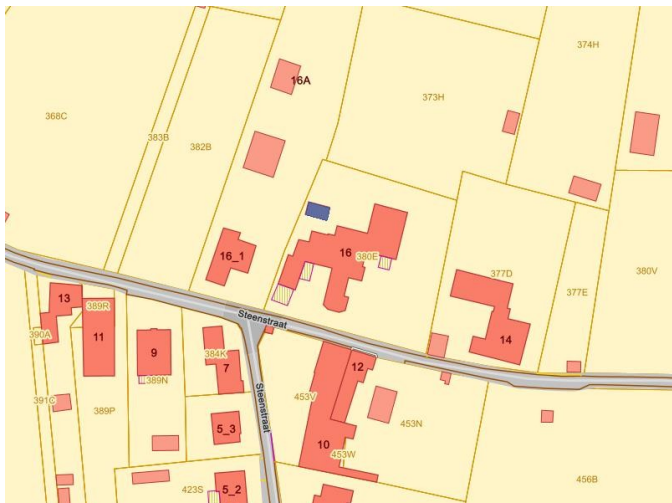 374H
16A
373H
368C
383B
382B
16
16_1
380E
377D
380V
377E
13
389R
Steenstraat
390A
11
9
384K
7
14
12
389N
Steenstraat
453V
391C
389P
453N
5_3
10
453W
456B
423S
5_2